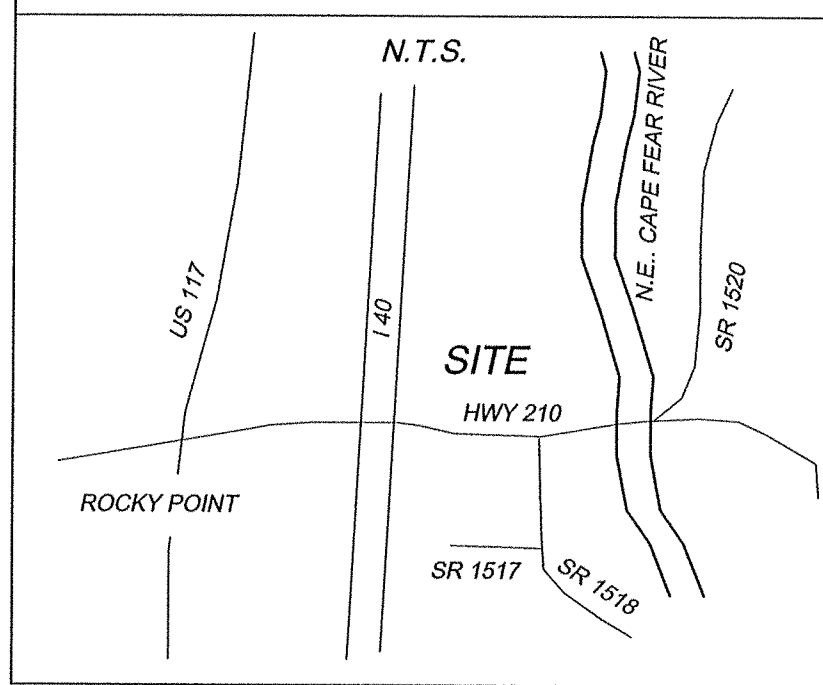 N.T.S.
N.E.. CAPE FEAR RIVER
US 117
I 40
SR 1520
SITE
HWY 210
ROCKY POINT
SR 1517
SR 1518